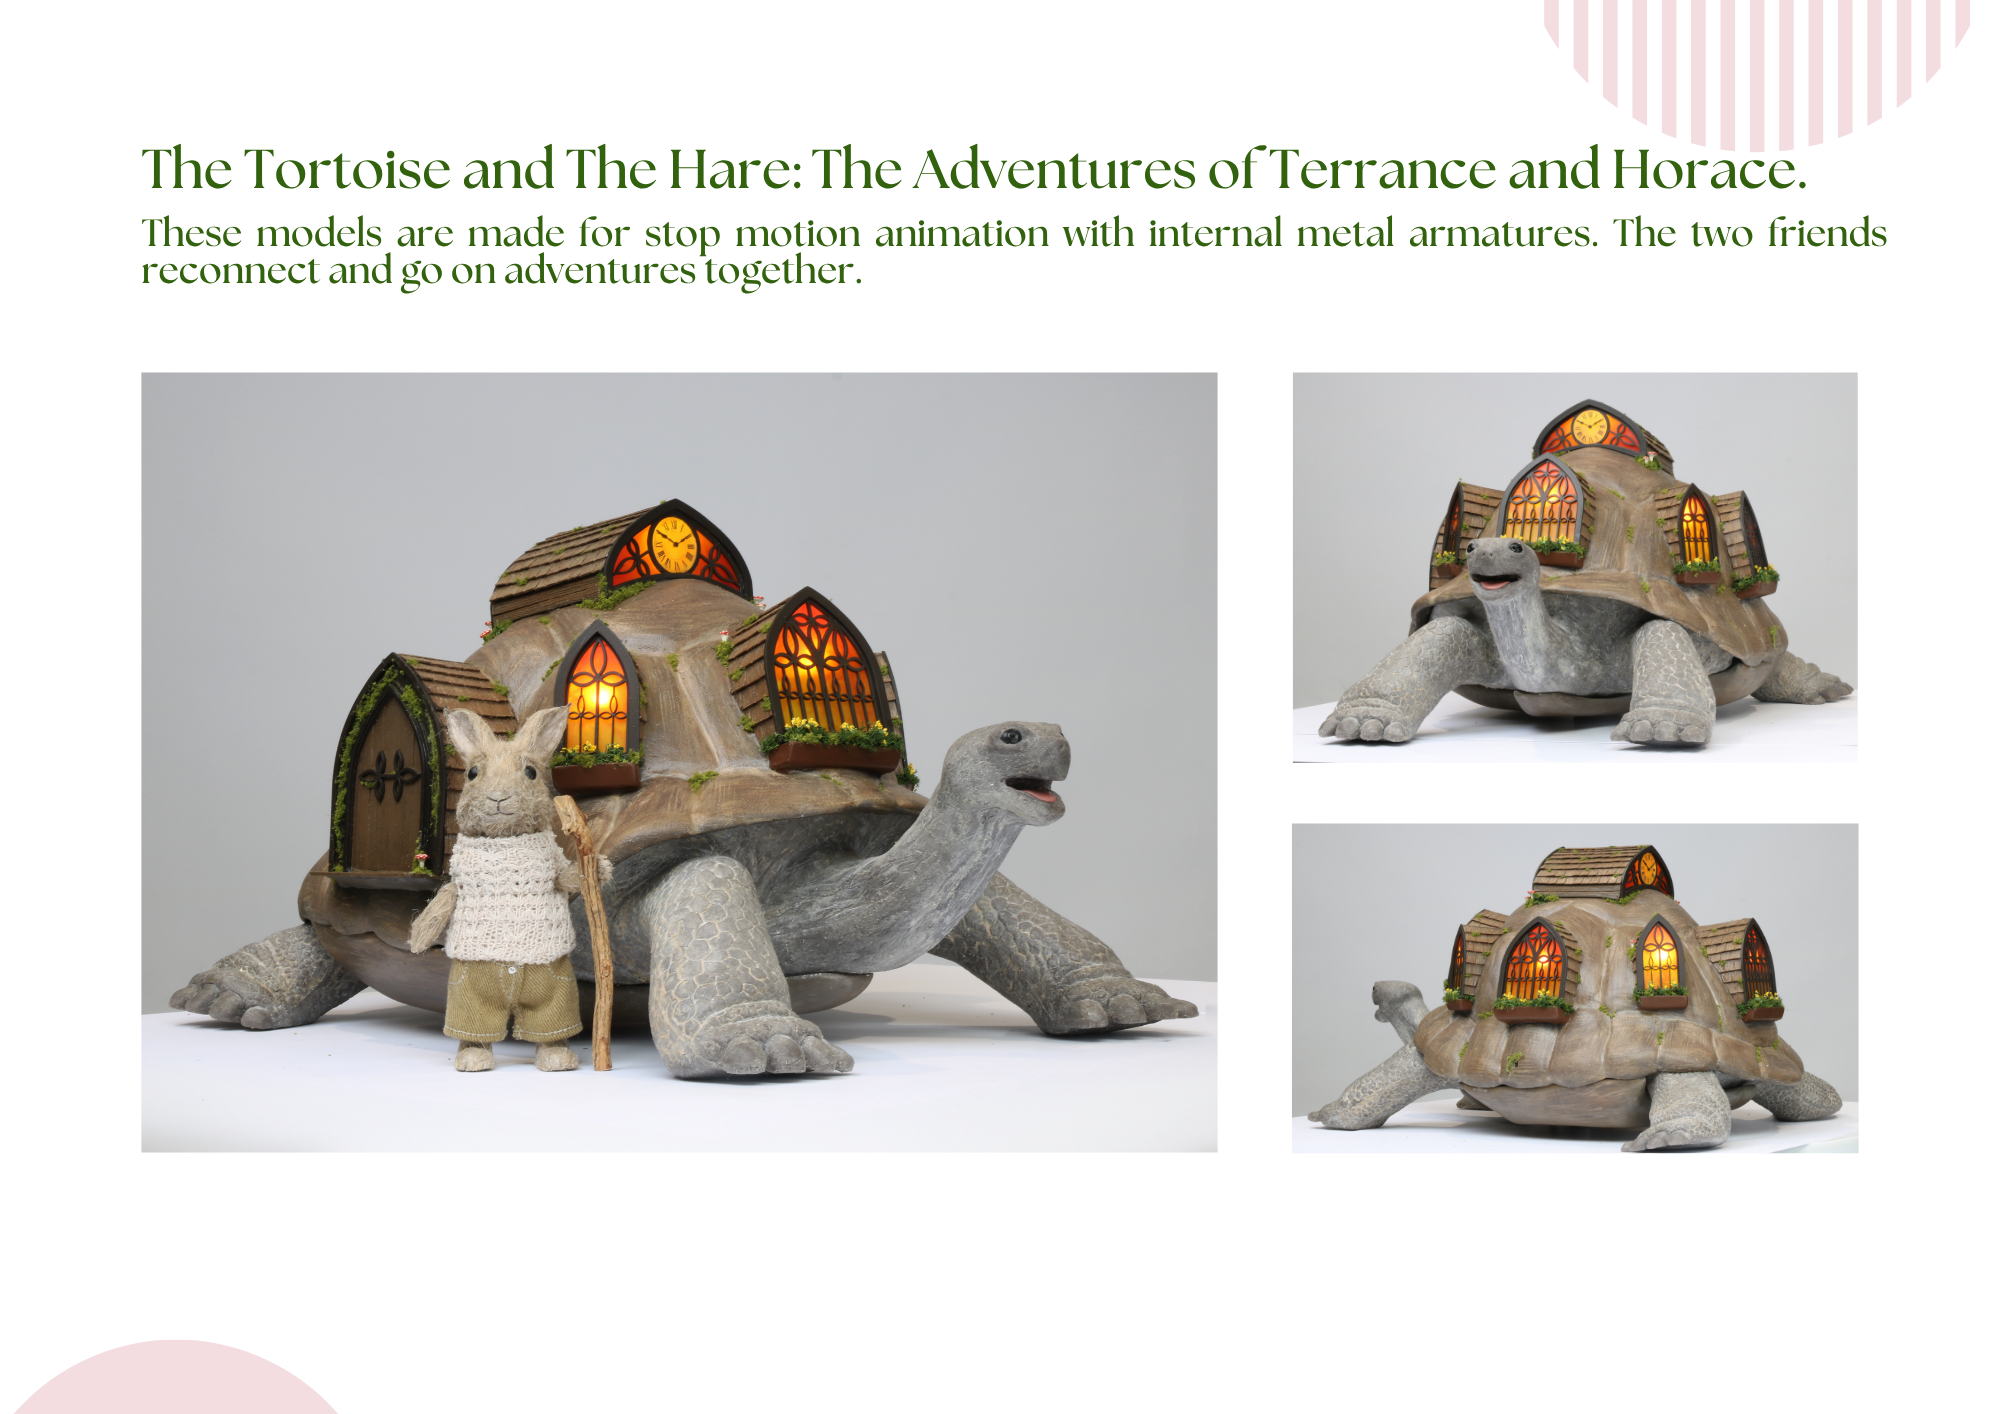 The Tortoise and The Hare: The Adventures of Terrance and Horace.
These models are made for stop motion animation with internal metal armatures. The two friends
reconnect and go on adventures together.